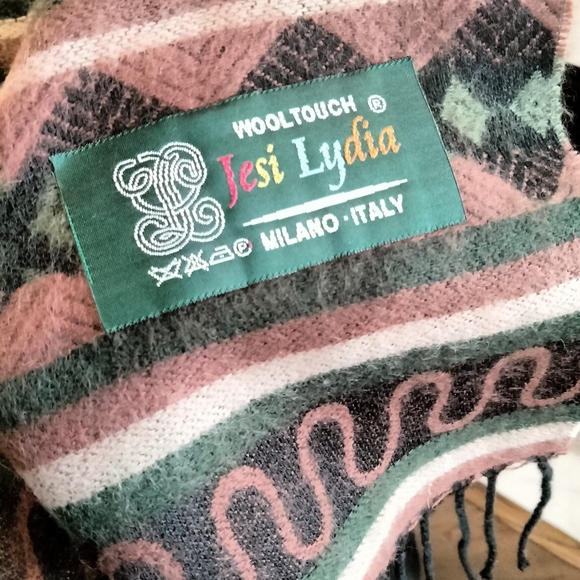 WOOLTOUCH ®
Jesi Lydia
MILANO · ITALY
P